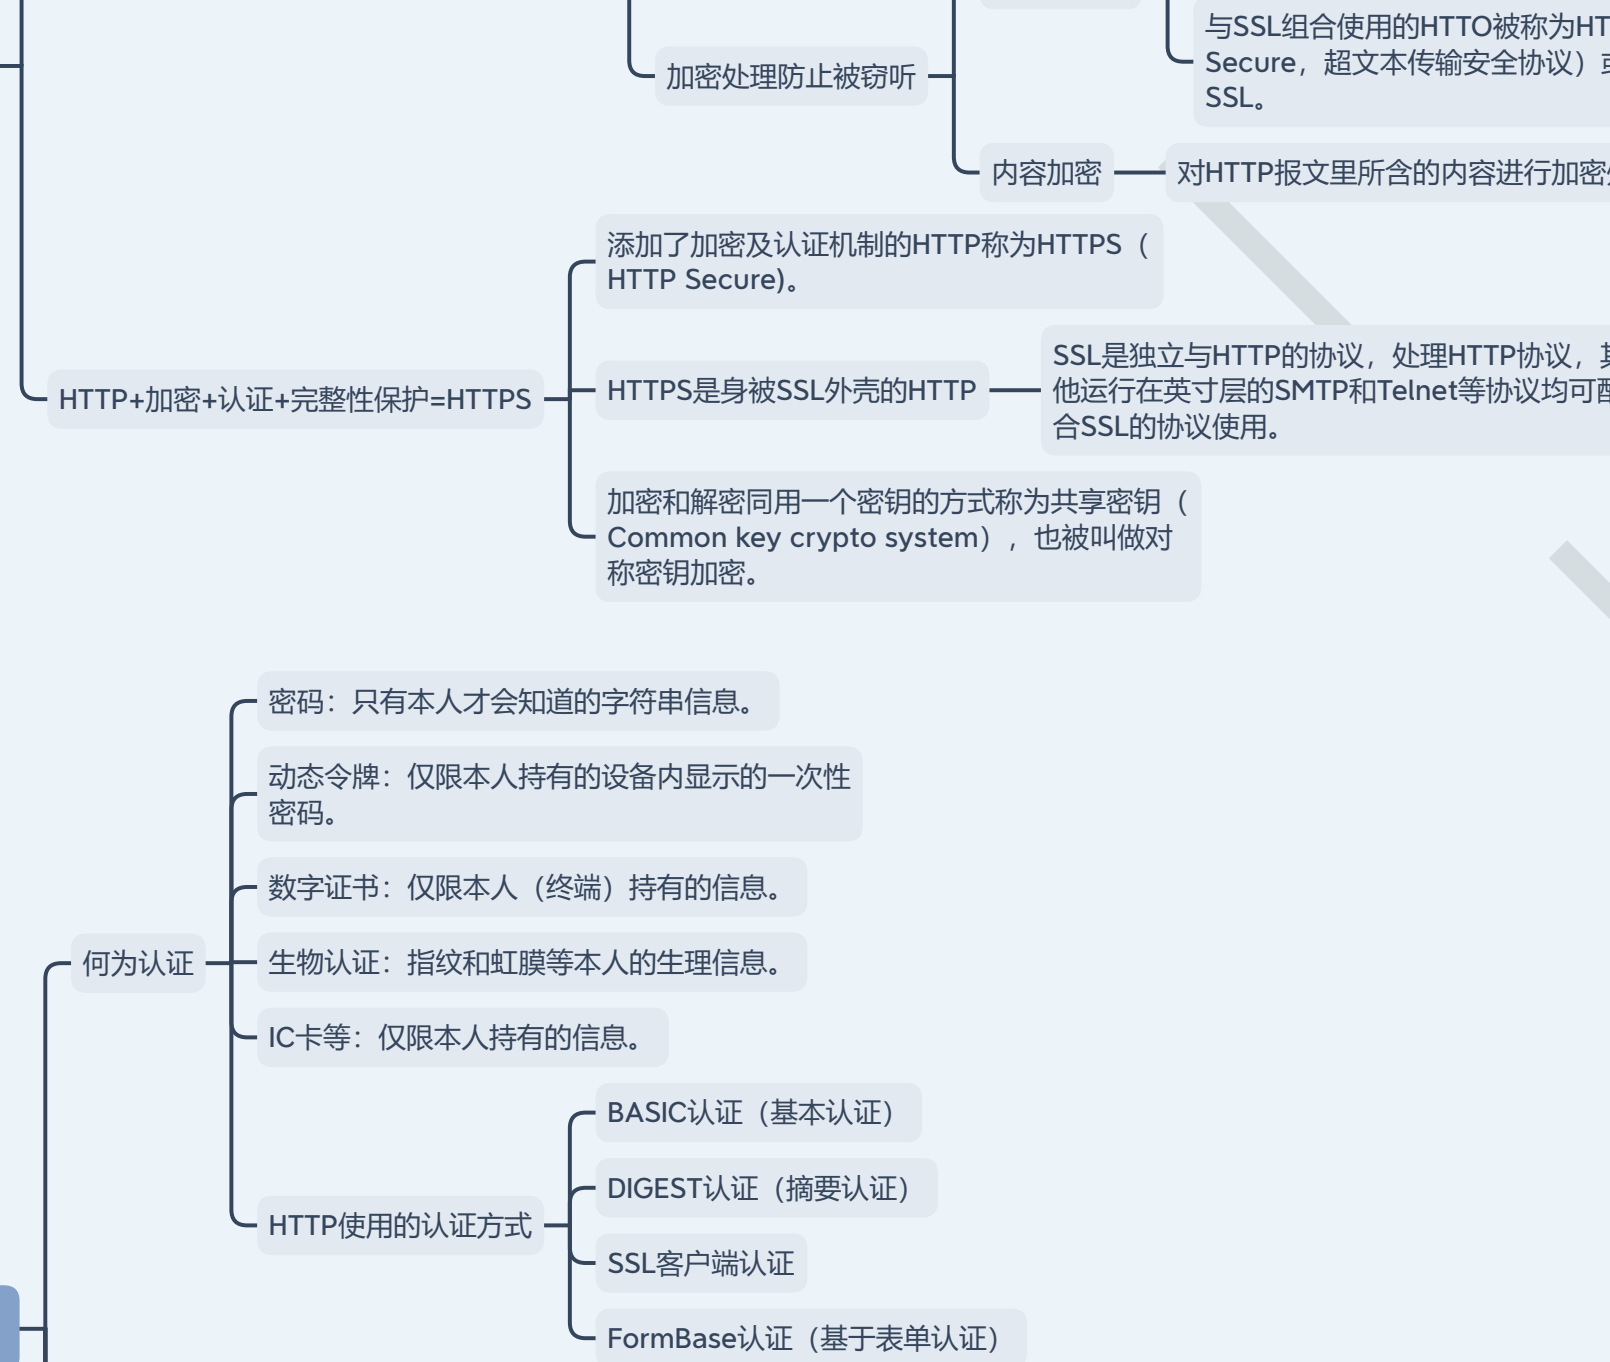 与SSL组合使用的HTTO被称为HT
Secure，超文本传输安全协议）或
SSL。
加密处理防止被窃听
内容加密
对HTTP报文里所含的内容进行加密
添加了加密及认证机制的HTTP称为HTTPS（
HTTP Secure)。
HTTP+加密+认证+完整性保护=HTTPS
HTTPS是身被SSL外壳的HTTP
SSL是独立与HTTP的协议，处理HTTP协议，其
他运行在英寸层的SMTP和Telnet等协议均可配
合SSL的协议使用。
加密和解密同用一个密钥的方式称为共享密钥（
Common key crypto system），也被叫做对
称密钥加密。
何为认证
密码：只有本人才会知道的字符串信息。
动态令牌：仅限本人持有的设备内显示的一次性
密码。
数字证书：仅限本人（终端）持有的信息。
生物认证：指纹和虹膜等本人的生理信息。
IC卡等：仅限本人持有的信息。
HTTP使用的认证方式
BASIC认证（基本认证）
DIGEST认证（摘要认证）
SSL客户端认证
FormBase认证（基于表单认证）